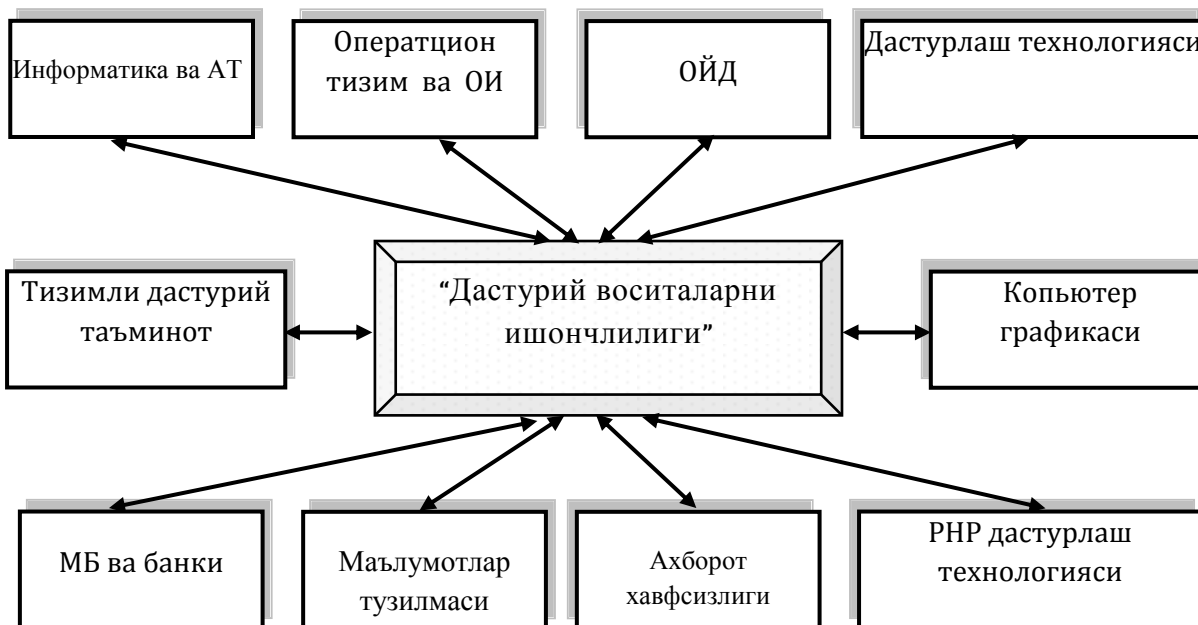 Информатика ва АТ
Оператцион
тизим ва ОИ
ОЙД
Дастурлаш технологияси
Тизимли дастурий
таъминот
“Дастурий воситаларни
ишончлилиги”
Копьютер
графикаси
МБ ва банки
Маълумотлар
тузилмаси
Ахборот
хавфсизлиги
PHP дастурлаш
технологияси